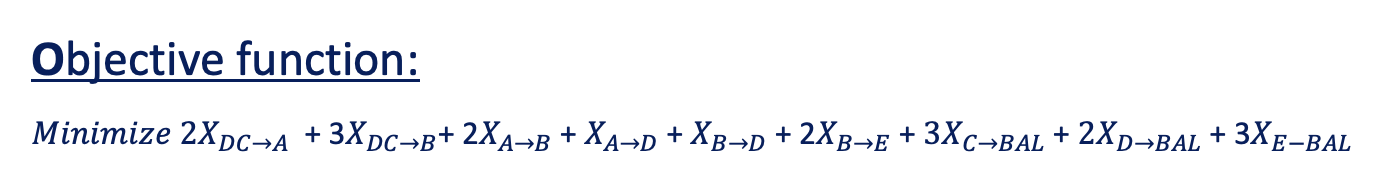 Objective function:
Minimize 2X_{DC→A} + 3X_{DC→B}+ 2X_{A→B} + X_{A→D} + X_{B→D} + 2X_{B→E} + 3X_{C→BAL} + 2X_{D→BAL} + 3X_{E−BAL}